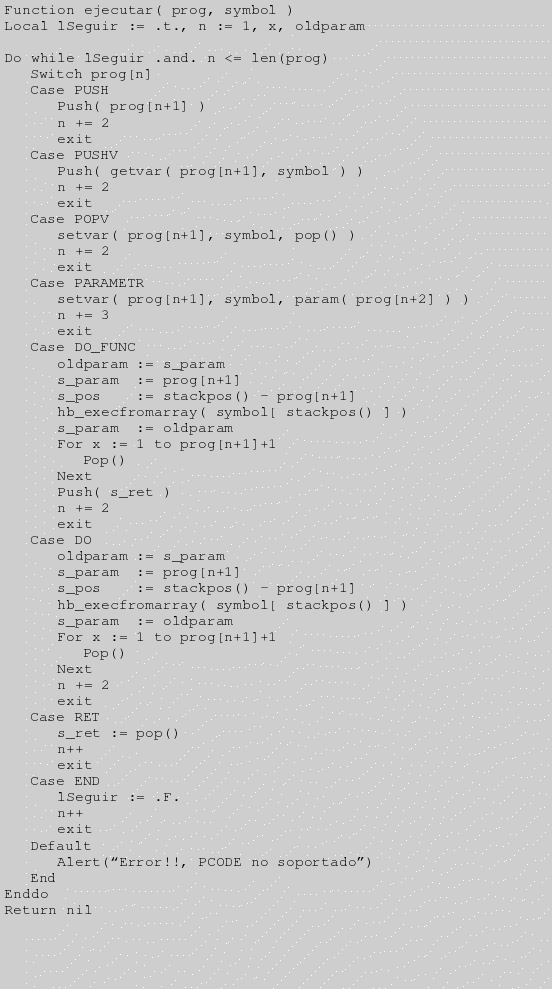 Function ejecutar( prog, symbol )
Local lSeguir := .t., n := 1, x, oldparam

Do while lSeguir .and. n <= len(prog)
   Switch prog[n]
   Case PUSH
      Push( prog[n+1] )
      n += 2
      exit
   Case PUSHV
      Push( getvar( prog[n+1], symbol ) )
      n += 2
      exit
   Case POPV
      setvar( prog[n+1], symbol, pop() )
      n += 2
      exit
   Case PARAMETR
      setvar( prog[n+1], symbol, param( prog[n+2] ) )
      n += 3
      exit
   Case DO_FUNC
      oldparam := s_param
      s_param  := prog[n+1]
      s_pos    := stackpos() – prog[n+1]
      hb_execfromarray( symbol[ stackpos() ] )
      s_param  := oldparam
      For x := 1 to prog[n+1]+1
         Pop()
      Next
      Push( s_ret )
      n += 2
      exit
   Case DO
      oldparam := s_param
      s_param  := prog[n+1]
      s_pos    := stackpos() – prog[n+1]
      hb_execfromarray( symbol[ stackpos() ] )
      s_param  := oldparam
      For x := 1 to prog[n+1]+1
         Pop()
      Next
      n += 2
      exit
   Case RET
      s_ret := pop()
      n++
      exit
   Case END
      lSeguir := .F.
      n++
      exit
   Default
      Alert(“Error!!, PCODE no soportado”)
   End
Enddo
Return nil